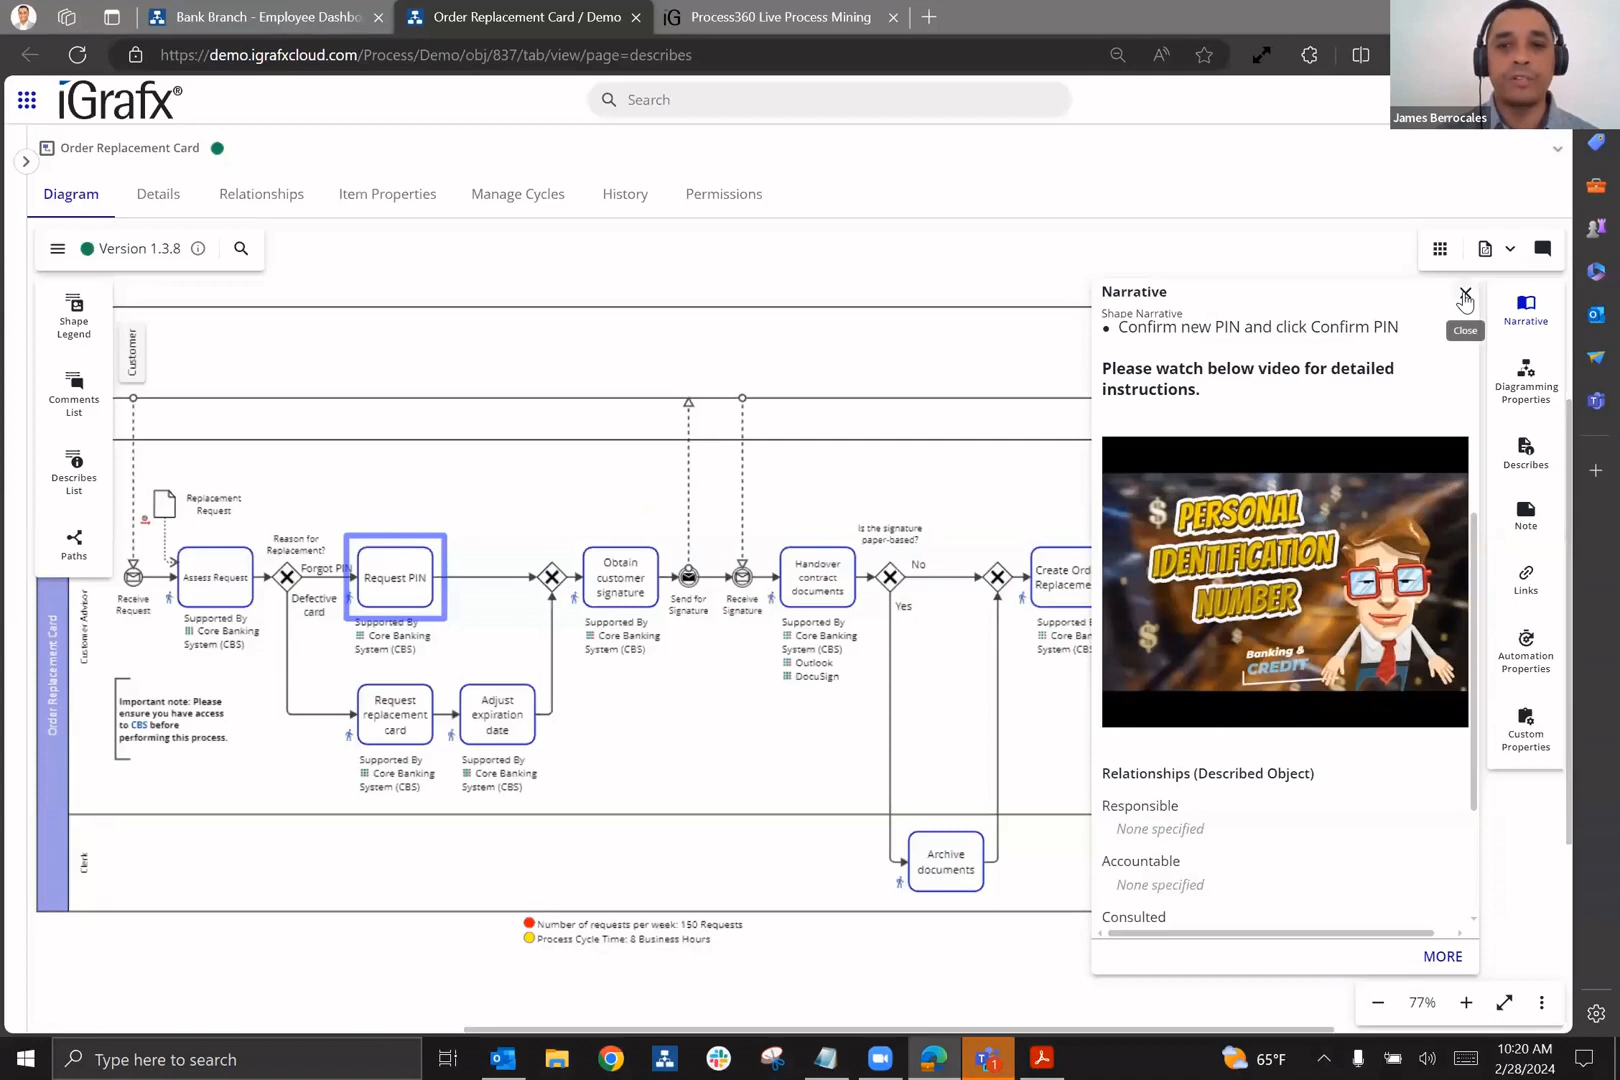 Bank Branch - Employee Dashbo
Order Replacement Card / Demo
iG Process360 Live Process Mining
https://demo.igrafxcloud.com/Process/Demo/obj/837/tab/view/page=describes
iGrafx®
Search
James Berrocales
Order Replacement Card
Diagram
Details
Relationships
Item Properties
Manage Cycles
History
Permissions
Version 1.3.8
Shape
Legend
Comments
List
Describes
List
Paths
Customer
Replacement
Request
Receive
Request
Assess Request
Supported By
Core Banking
System (CBS)
Reason for
Replacement?
Forgot PIN
Defective
card
Request PIN
Supported By
Core Banking
System (CBS)
Request
replacement
card
Supported By
Core Banking
System (CBS)
Adjust
expiration
date
Supported By
Core Banking
System (CBS)
Obtain
customer
signature
Supported By
Core Banking
System (CBS)
Send for
Signature
Receive
Signature
Handover
contract
documents
Supported By
Core Banking
System (CBS)
Outlook
DocuSign
Is the signature
paper-based?
No
Yes
Create Ord
Replaceme
Supported By
Core Bank
System (CBS
Order Replacement Card
Customer Advisor
Important note: Please
ensure you have access
to CBS before
performing this process.
Clerk
Archive
documents
Number of requests per week: 150 Requests
Process Cycle Time: 8 Business Hours
Narrative
Shape Narrative
• Confirm new PIN and click Confirm PIN
Close
Please watch below video for detailed
instructions.
PERSONAL
IDENTIFICATION
NUMBER
Banking &
CREDIT
Relationships (Described Object)
Responsible
None specified
Accountable
None specified
Consulted
MORE
Narrative
Diagramming
Properties
Describes
Note
Links
Automation
Properties
Custom
Properties
77%
Type here to search
1
65°F
10:20 AM
2/28/2024